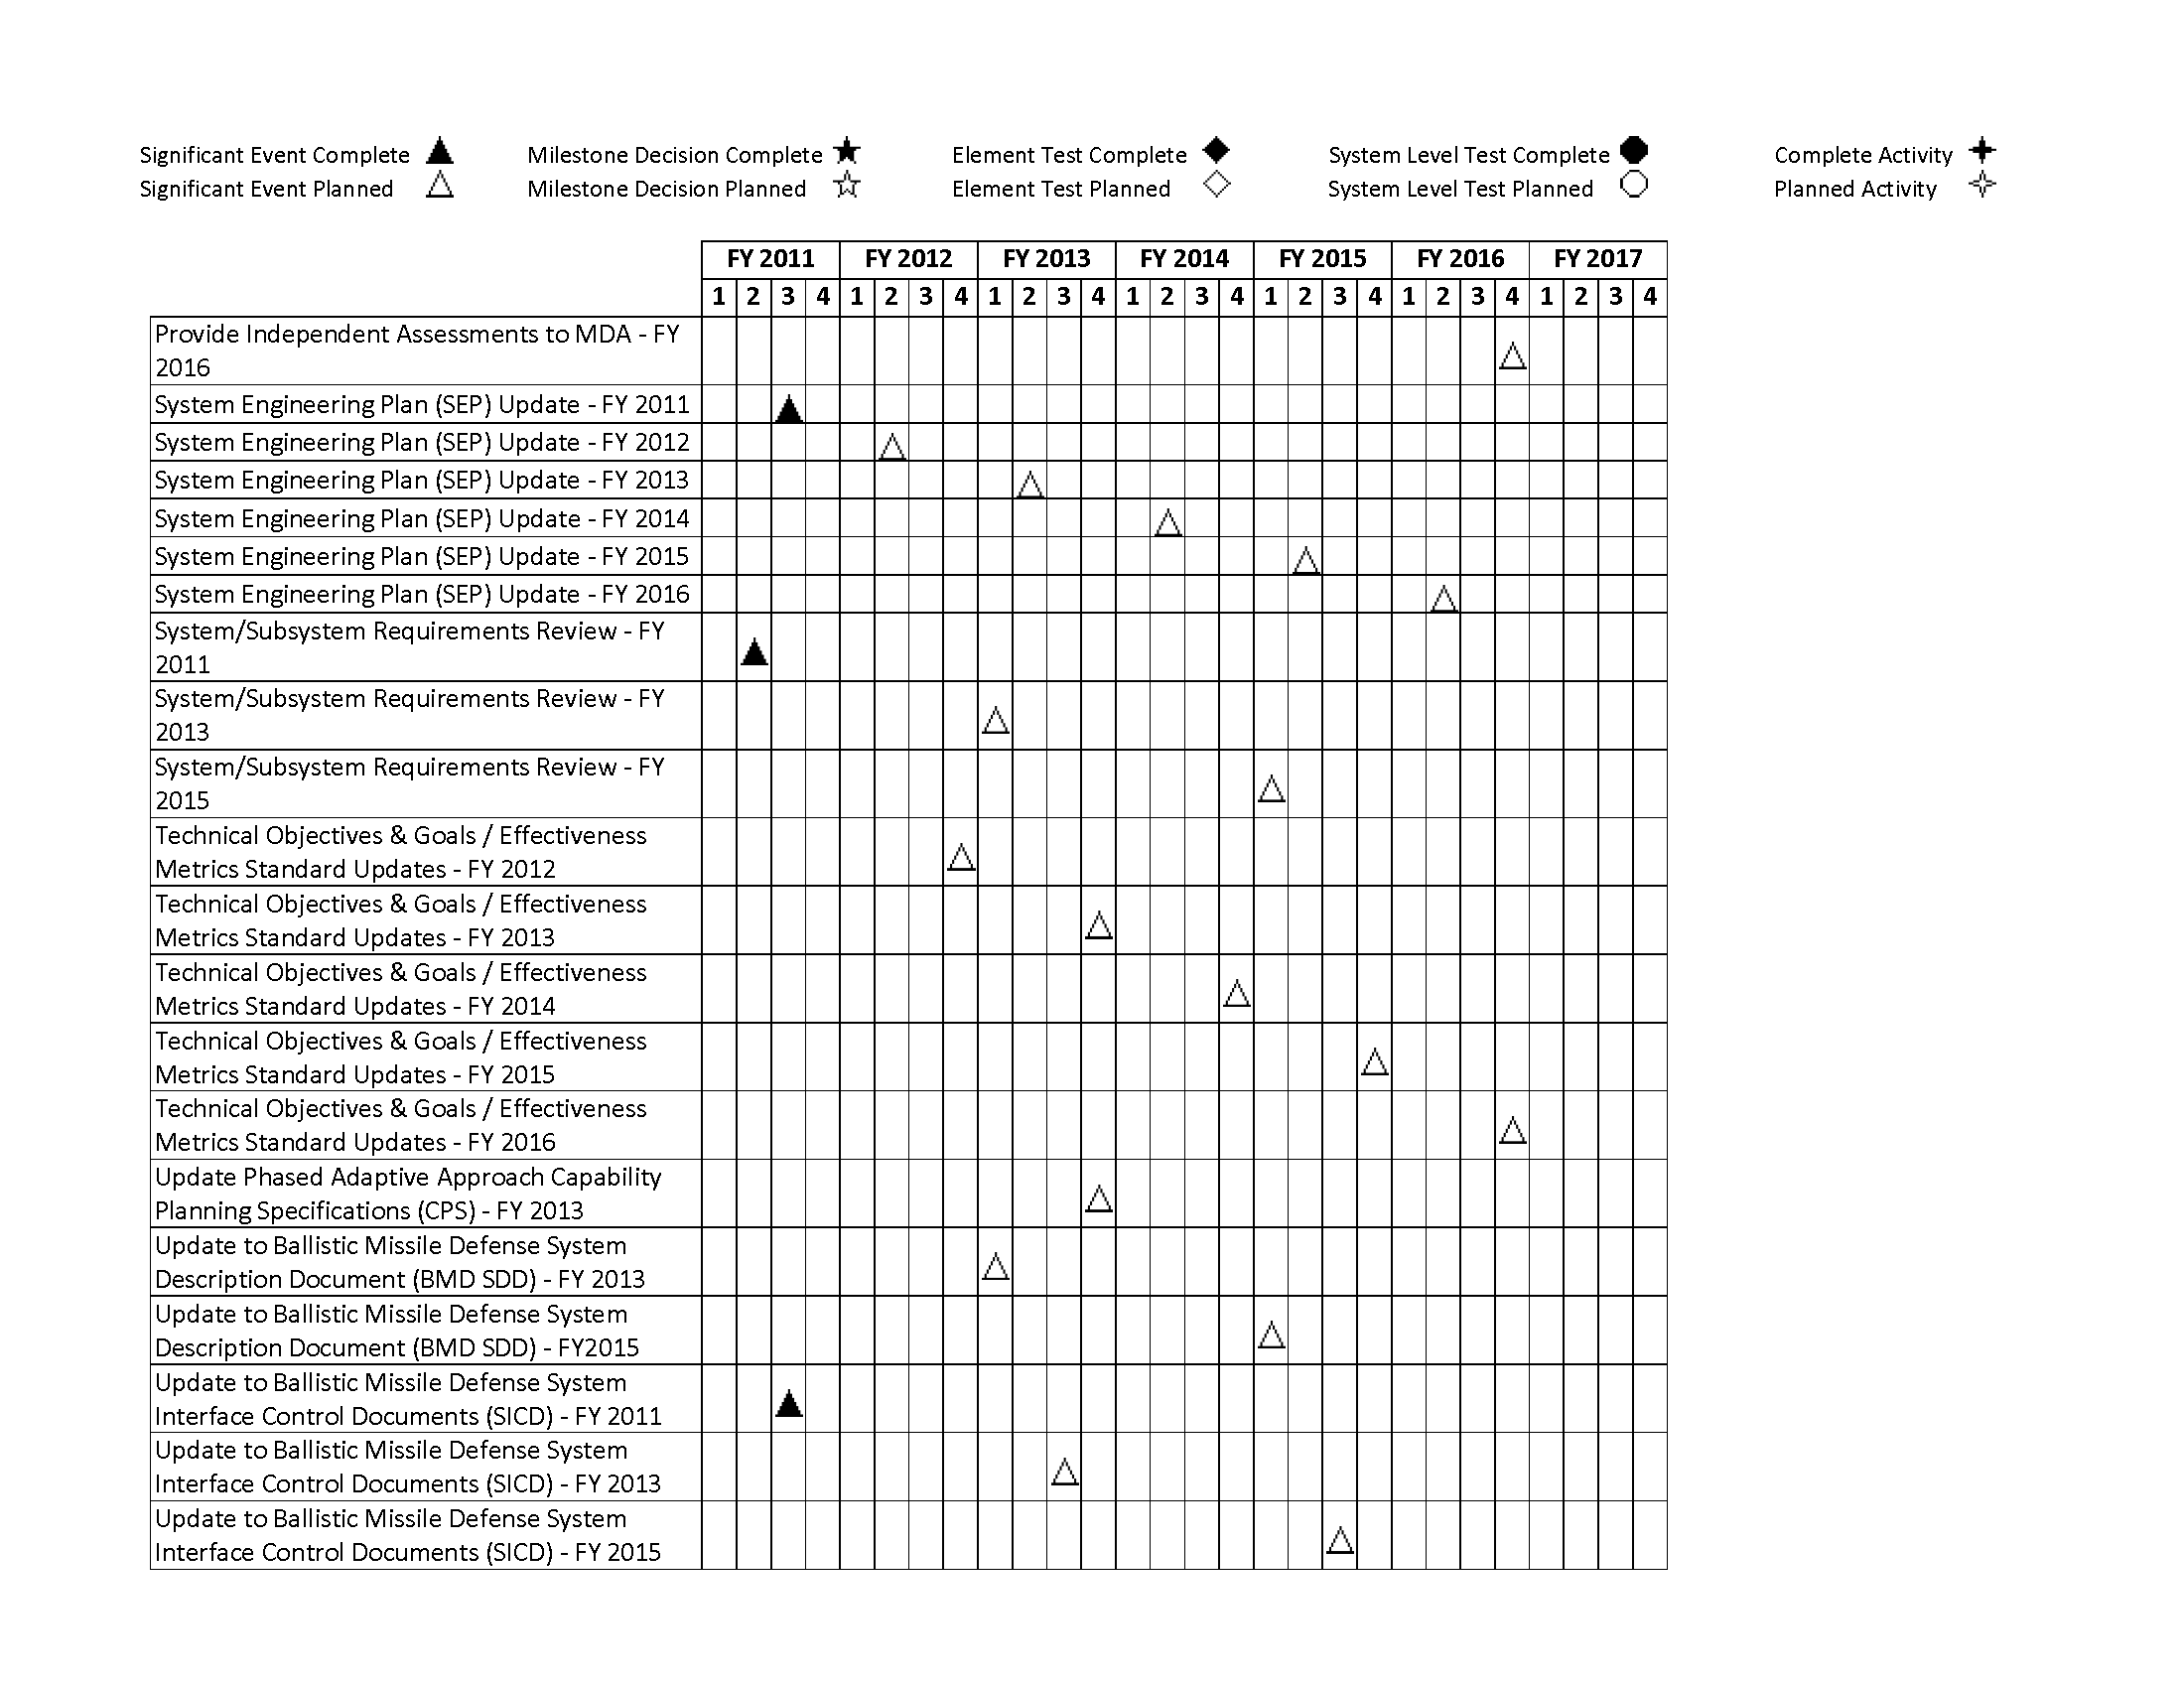 Significant Event Complete Milestone Decision Complete Element Test Complete System Level Test Complete Complete Activity
Significant Event Planned Milestone Decision Planned Element Test Planned System Level Test Planned Planned Activity
FY 2011 FY 2012 FY 2013 FY 2014 FY 2015 FY 2016 FY 2017
1 2 3 4 1 2 3 4 1 2 3 4 1 2 3 4 1 2 3 4 1 2 3 4 1 2 3 4
Provide Independent Assessments to MDA - FY
2016
System Engineering Plan (SEP) Update - FY 2011
System Engineering Plan (SEP) Update - FY 2012
System Engineering Plan (SEP) Update - FY 2013
System Engineering Plan (SEP) Update - FY 2014
System Engineering Plan (SEP) Update - FY 2015
System Engineering Plan (SEP) Update - FY 2016
System/Subsystem Requirements Review - FY
2011
System/Subsystem Requirements Review - FY
2013
System/Subsystem Requirements Review - FY
2015
Technical Objectives & Goals / Effectiveness
Metrics Standard Updates - FY 2012
Technical Objectives & Goals / Effectiveness
Metrics Standard Updates - FY 2013
Technical Objectives & Goals / Effectiveness
Metrics Standard Updates - FY 2014
Technical Objectives & Goals / Effectiveness
Metrics Standard Updates - FY 2015
Technical Objectives & Goals / Effectiveness
Metrics Standard Updates - FY 2016
Update Phased Adaptive Approach Capability
Planning Specifications (CPS) - FY 2013
Update to Ballistic Missile Defense System
Description Document (BMD SDD) - FY 2013
Update to Ballistic Missile Defense System
Description Document (BMD SDD) - FY2015
Update to Ballistic Missile Defense System
Interface Control Documents (SICD) - FY 2011
Update to Ballistic Missile Defense System
Interface Control Documents (SICD) - FY 2013
Update to Ballistic Missile Defense System
Interface Control Documents (SICD) - FY 2015